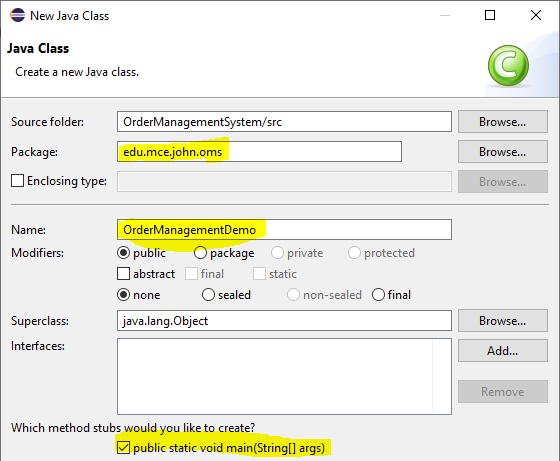 New Java Class
Java Class
Create a new Java class.
C
Source folder: OrderManagementSystem/src Browse...
Package: edu.mce.john.oms Browse...
Enclosing type: Browse...
Name: OrderManagementDemo
Modifiers: public package private protected
abstract final static
none sealed non-sealed final
Superclass: java.lang.Object Browse...
Interfaces: Add...
Remove
Which method stubs would you like to create?
public static void main(String[] args)